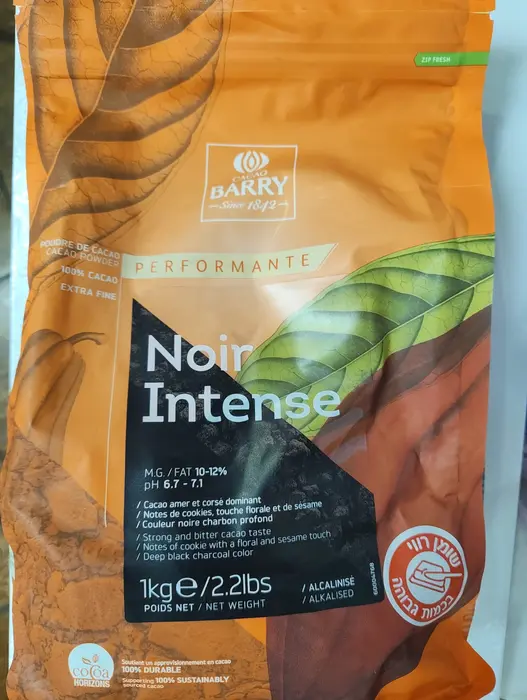 ZIP FRESH
CACAO
BARRY
Since 1842
POUDRE DE CACAO
CACAO POWDER
100% CACAO
EXTRA FINE
PERFORMANTE
Noir
Intense
M.G. / FAT 10-12%
pH 6.7 - 7.1
/ Cacao amer et corsé dominant
/ Notes de cookies, touche florale et de sésame
/ Couleur noire charbon profond
/ Strong and bitter cacao taste
/ Notes of cookie with a floral and sesame touch
/ Deep black charcoal color
1kg e / 2.2lbs
POIDS NET / NET WEIGHT
/ ALCALINISÉ
/ ALKALISED
60004768
שומן רווי
בכמות גבוהה
cocoa
HORIZONS
Soutient un approvisionnement en cacao
100% DURABLE
Supporting 100% SUSTAINABLY
sourced cacao